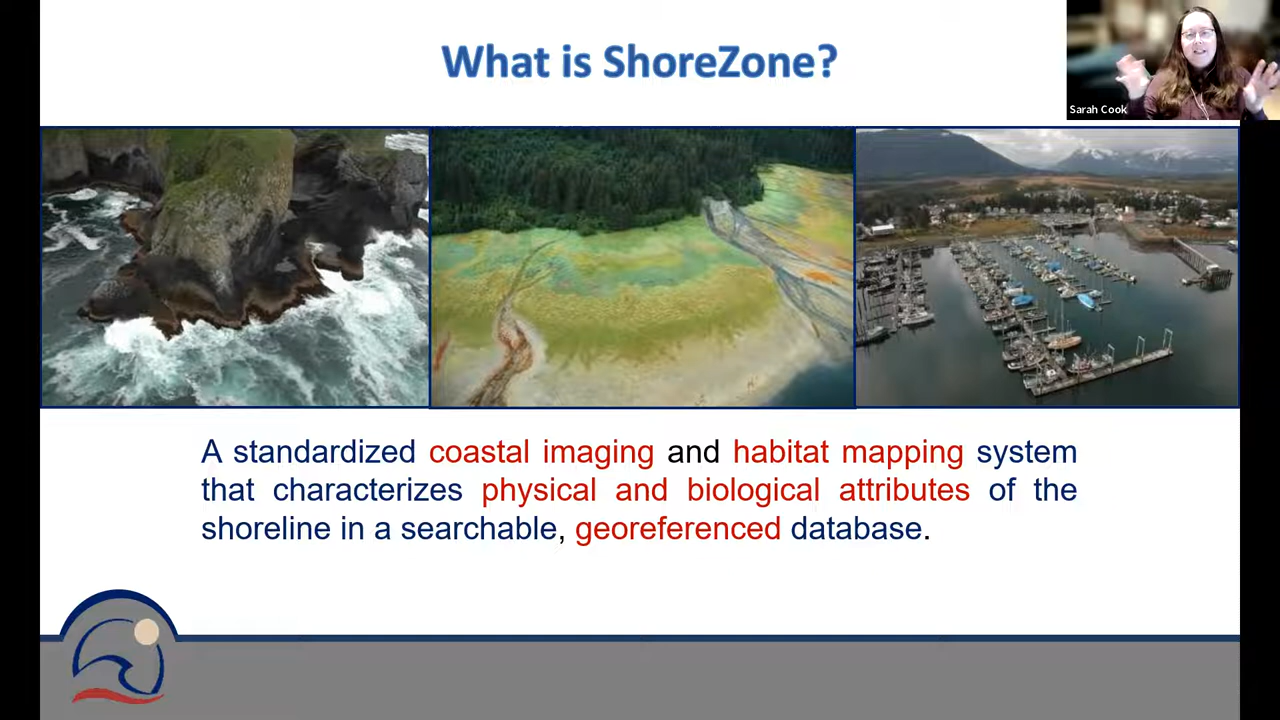 What is ShoreZone?
Sarah Cook
A standardized coastal imaging and habitat mapping system
that characterizes physical and biological attributes of the
shoreline in a searchable, georeferenced database.